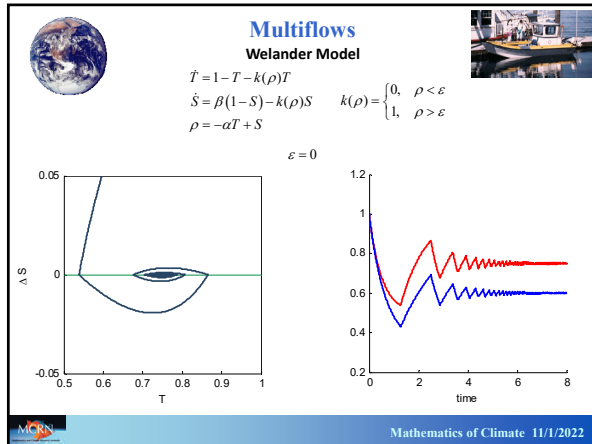 Multiflows
Welander Model
Ṫ = 1 − T − k(ρ)T
Ṡ = β(1 − S) − k(ρ)S
ρ = −αT + S
k(ρ) = {0, ρ < ε
1, ρ > ε
ε = 0
0.05
0
-0.05
Δ S
0.5 0.6 0.7 0.8 0.9 1
T
1.2
1
0.8
0.6
0.4
0.2
0 2 4 6 8
time
MCRN
Mathematics of Climate 11/1/2022